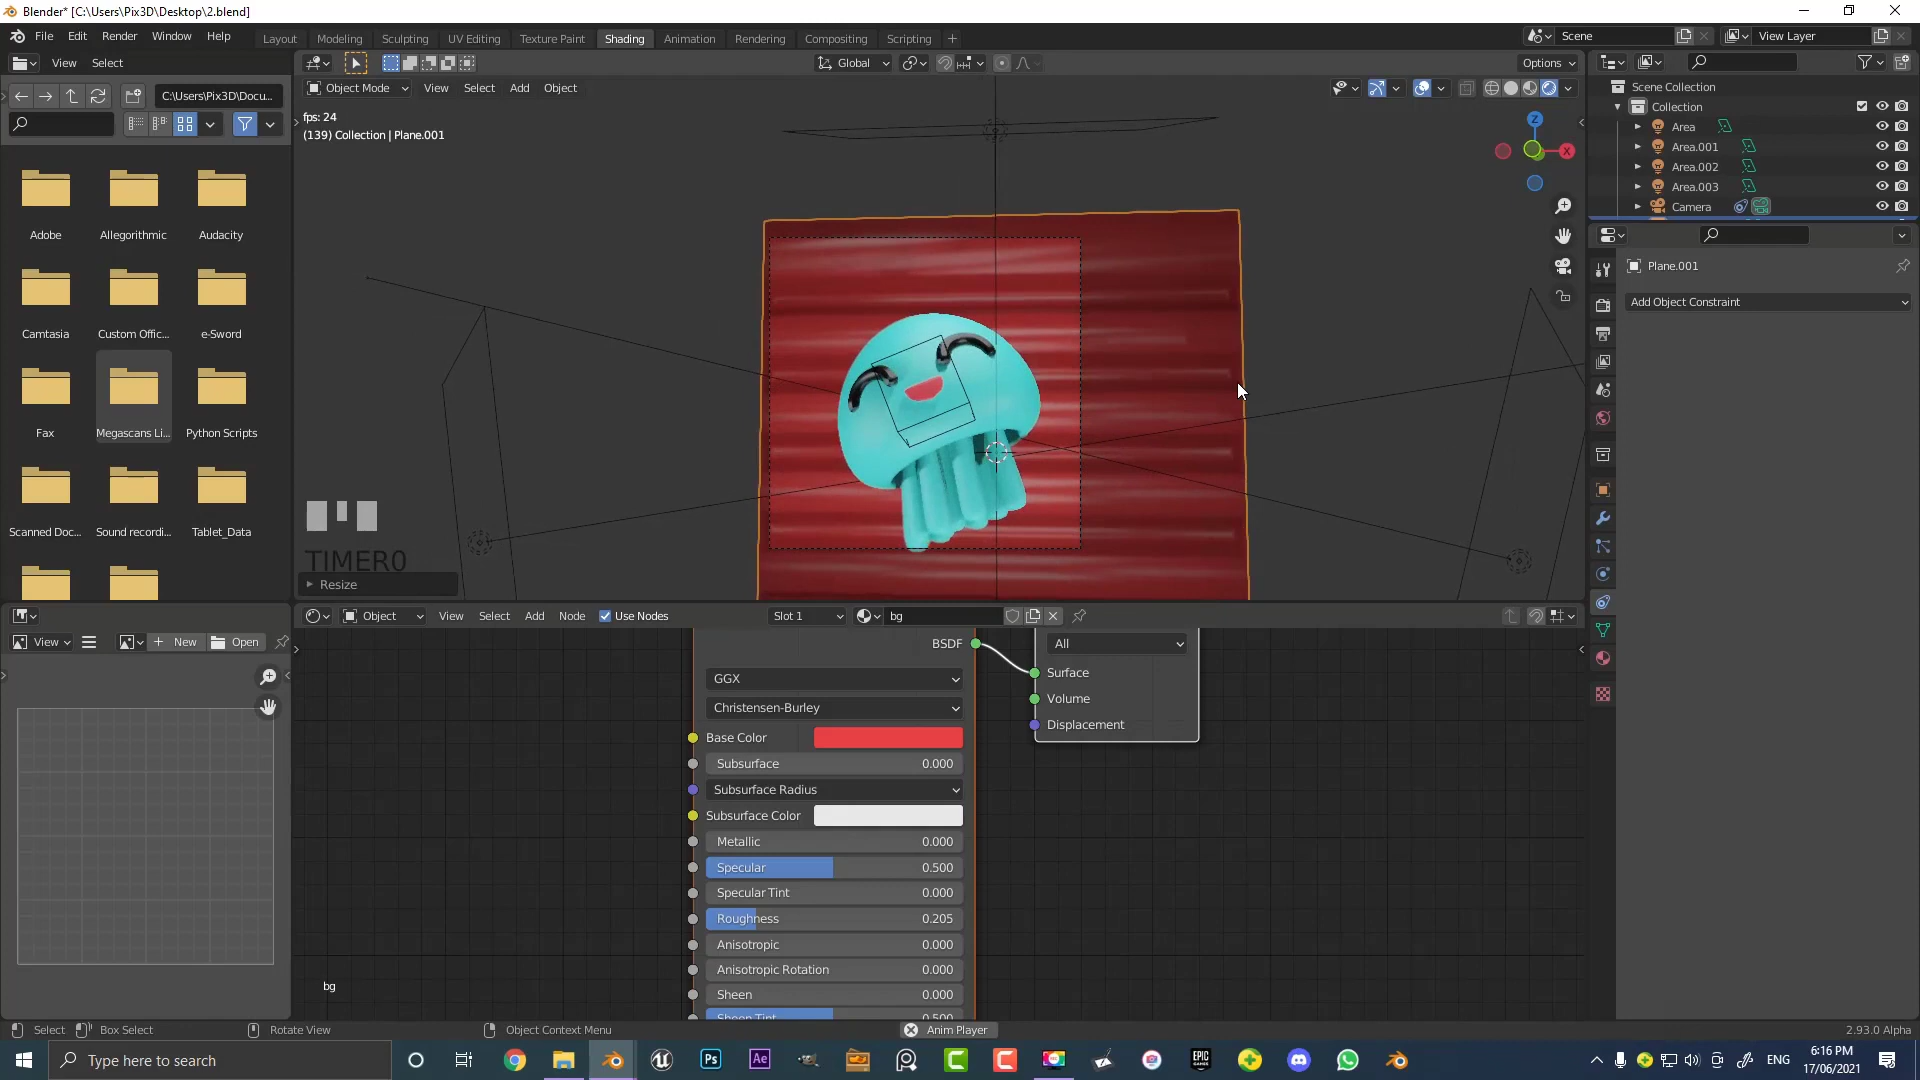 Blender* [C:\Users\Pix3D\Desktop\2.blend]
File Edit Render Window Help
Layout Modeling Sculpting UV Editing Texture Paint Shading Animation Rendering Compositing Scripting +
Scene View Layer
View Select
Global Options
C:\Users\Pix3D\Docu...
Object Mode View Select Add Object
fps: 24
(139) Collection | Plane.001
Z
X
Scene Collection
Collection
Area
Area.001
Area.002
Area.003
Camera
Plane.001
Add Object Constraint
Adobe Allegorithmic Audacity
Camtasia Custom Offic... e-Sword
Fax Megascans Li... Python Scripts
Scanned Doc... Sound recordi... Tablet_Data
TIMER0
Resize
Object View Select Add Node Use Nodes Slot 1 bg
View New Open
BSDF
GGX
Christensen-Burley
Base Color
Subsurface 0.000
Subsurface Radius
Subsurface Color
Metallic 0.000
Specular 0.500
Specular Tint 0.000
Roughness 0.205
Anisotropic 0.000
Anisotropic Rotation 0.000
Sheen 0.000
Sheen Tint 0.500
All
Surface
Volume
Displacement
bg
Select Box Select Rotate View Object Context Menu Anim Player 2.93.0 Alpha
Type here to search
ENG
6:16 PM
17/06/2021